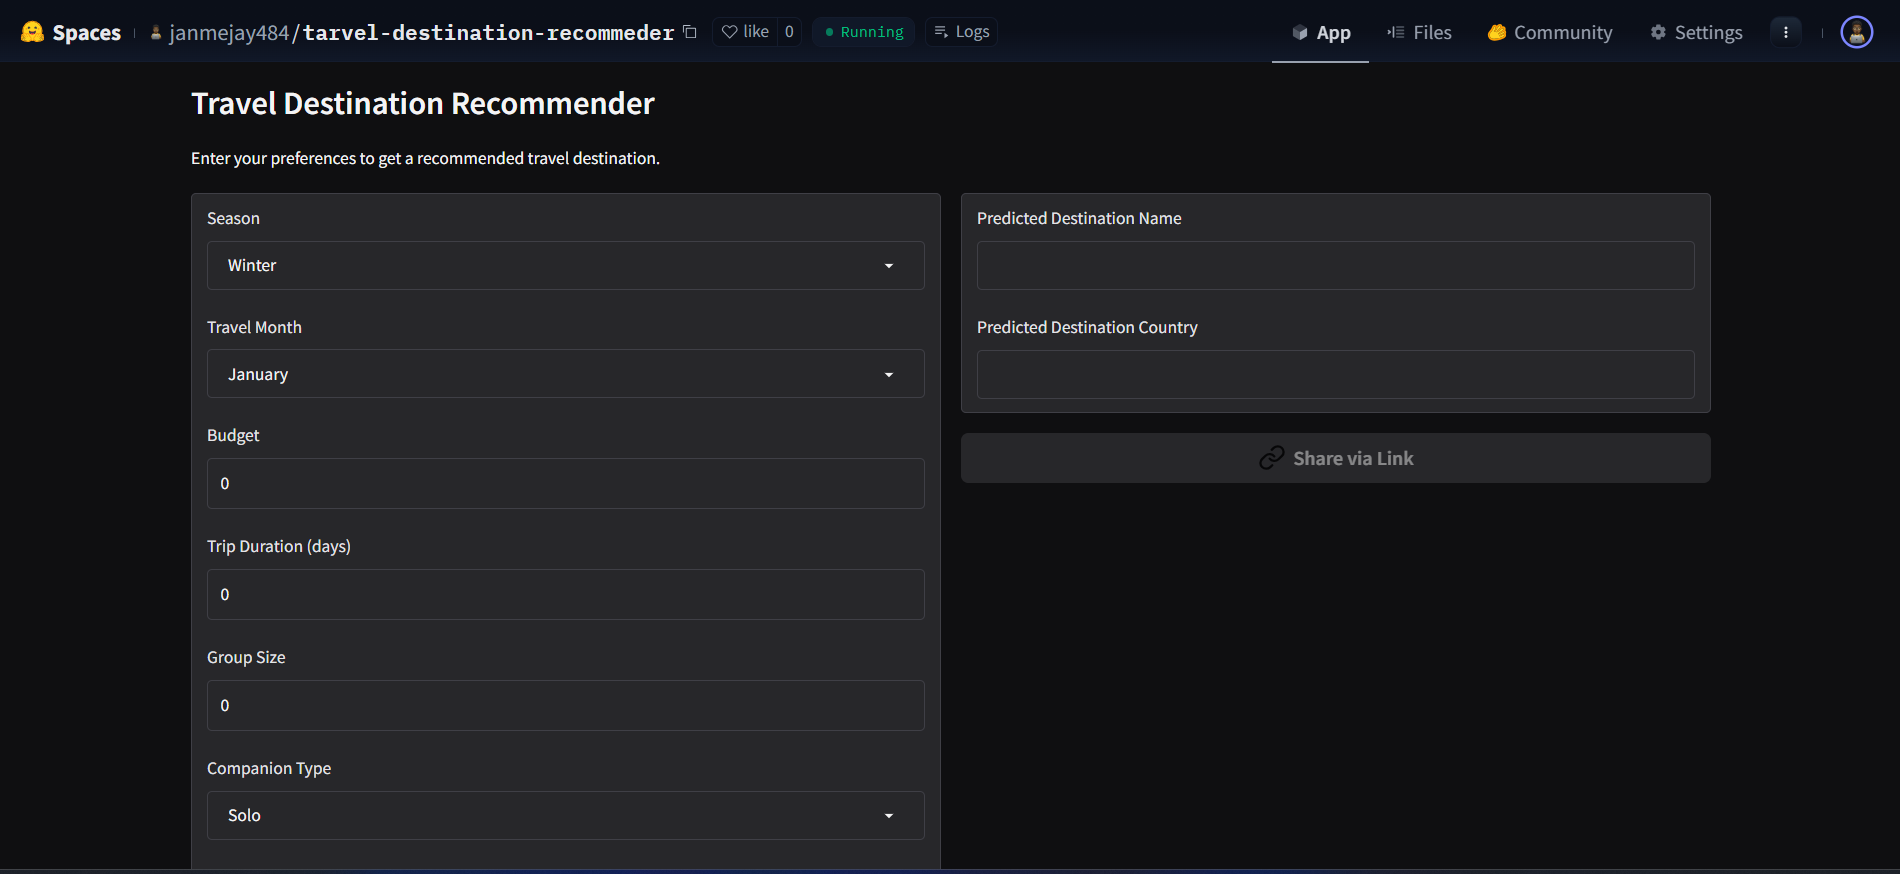 Spaces janmejay484/tarvel-destination-recommeder like 0 Running Logs App Files Community Settings
Travel Destination Recommender
Enter your preferences to get a recommended travel destination.
Season
Winter
Travel Month
January
Budget
0
Trip Duration (days)
0
Group Size
0
Companion Type
Solo
Predicted Destination Name
Predicted Destination Country
Share via Link